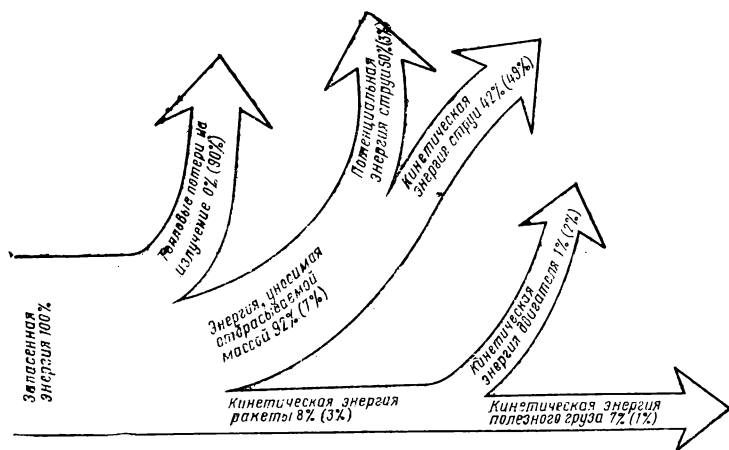 Запасенная
энергия 100%
Тепловые потери на
излучение 0% (90%)
Энергия, уносимая
отбрасываемой
массой 92% (7%)
Потенциальная
энергия струи 50% (3%)
Кинетическая
энергия струи 42% (49%)
Кинетическая энергия
ракеты 8% (3%)
Кинетическая
энергия двигателя 1% (2%)
Кинетическая энергия
полезного груза 7% (1%)